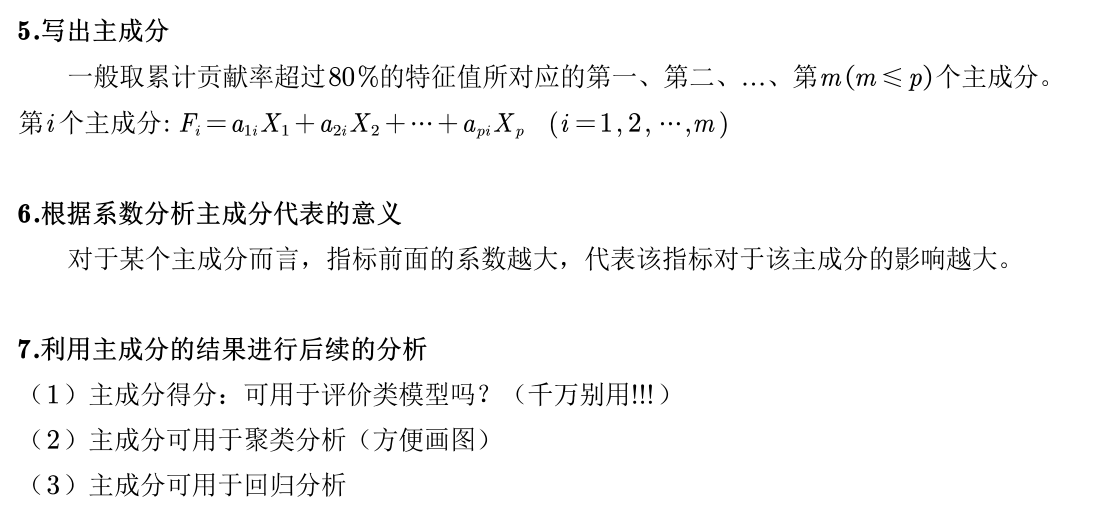 5.写出主成分
一般取累计贡献率超过80%的特征值所对应的第一、第二、…、第m(m≤p)个主成分。
第i个主成分: F_i=a_{1i}X_1+a_{2i}X_2+⋯+a_{pi}X_p (i=1,2,⋯,m)
6.根据系数分析主成分代表的意义
对于某个主成分而言，指标前面的系数越大，代表该指标对于该主成分的影响越大。
7.利用主成分的结果进行后续的分析
（1）主成分得分：可用于评价类模型吗？（千万别用!!!）
（2）主成分可用于聚类分析（方便画图）
（3）主成分可用于回归分析